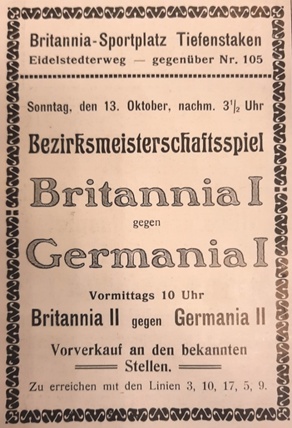 Britannia-Sportplatz Tiefenstaken
Eidelstedterweg — gegenüber Nr. 105
Sonntag, den 13. Oktober, nachm. 3½ Uhr
Bezirksmeisterschaftsspiel
Britannia I
gegen
Germania I
Vormittags 10 Uhr
Britannia II gegen Germania II
Vorverkauf an den bekannten
Stellen.
Zu erreichen mit den Linien 3, 10, 17, 5, 9.